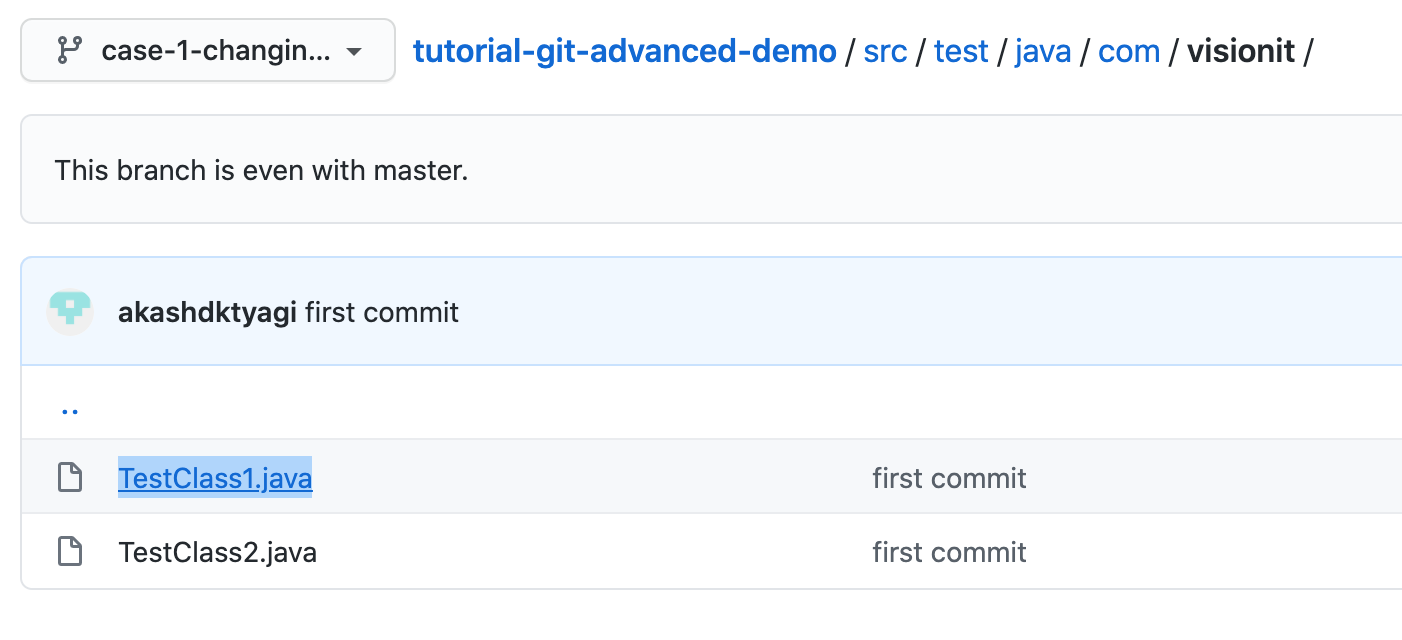 case-1-changin... tutorial-git-advanced-demo / src / test / java / com / visionit /
This branch is even with master.
akashdktyagi first commit
..
TestClass1.java first commit
TestClass2.java first commit